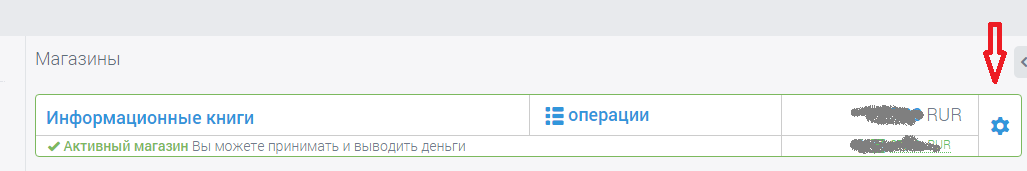 Магазины
Информационные книги
операции
RUR
Активный магазин Вы можете принимать и выводить деньги
RUR